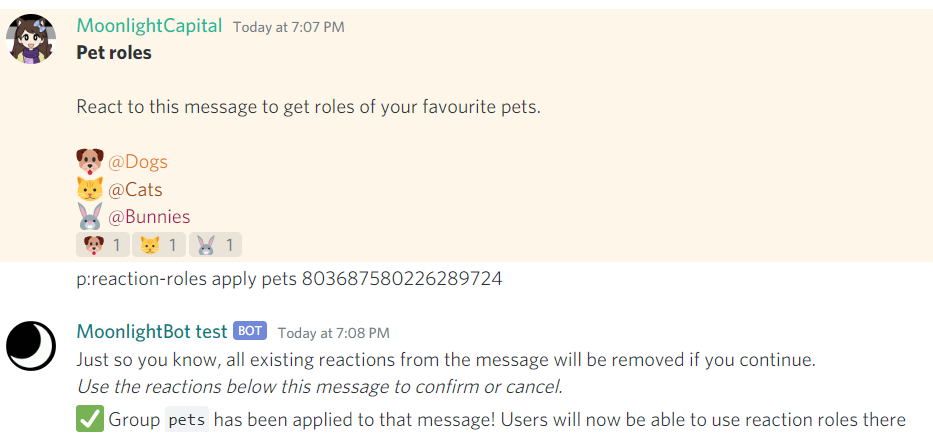 MoonlightCapital Today at 7:07 PM
Pet roles
React to this message to get roles of your favourite pets.
🐶 @Dogs
🐱 @Cats
🐰 @Bunnies
🐶 1 🐱 1 🐰 1
p:reaction-roles apply pets 803687580226289724
MoonlightBot test BOT Today at 7:08 PM
Just so you know, all existing reactions from the message will be removed if you continue.
Use the reactions below this message to confirm or cancel.
✅ Group pets has been applied to that message! Users will now be able to use reaction roles there